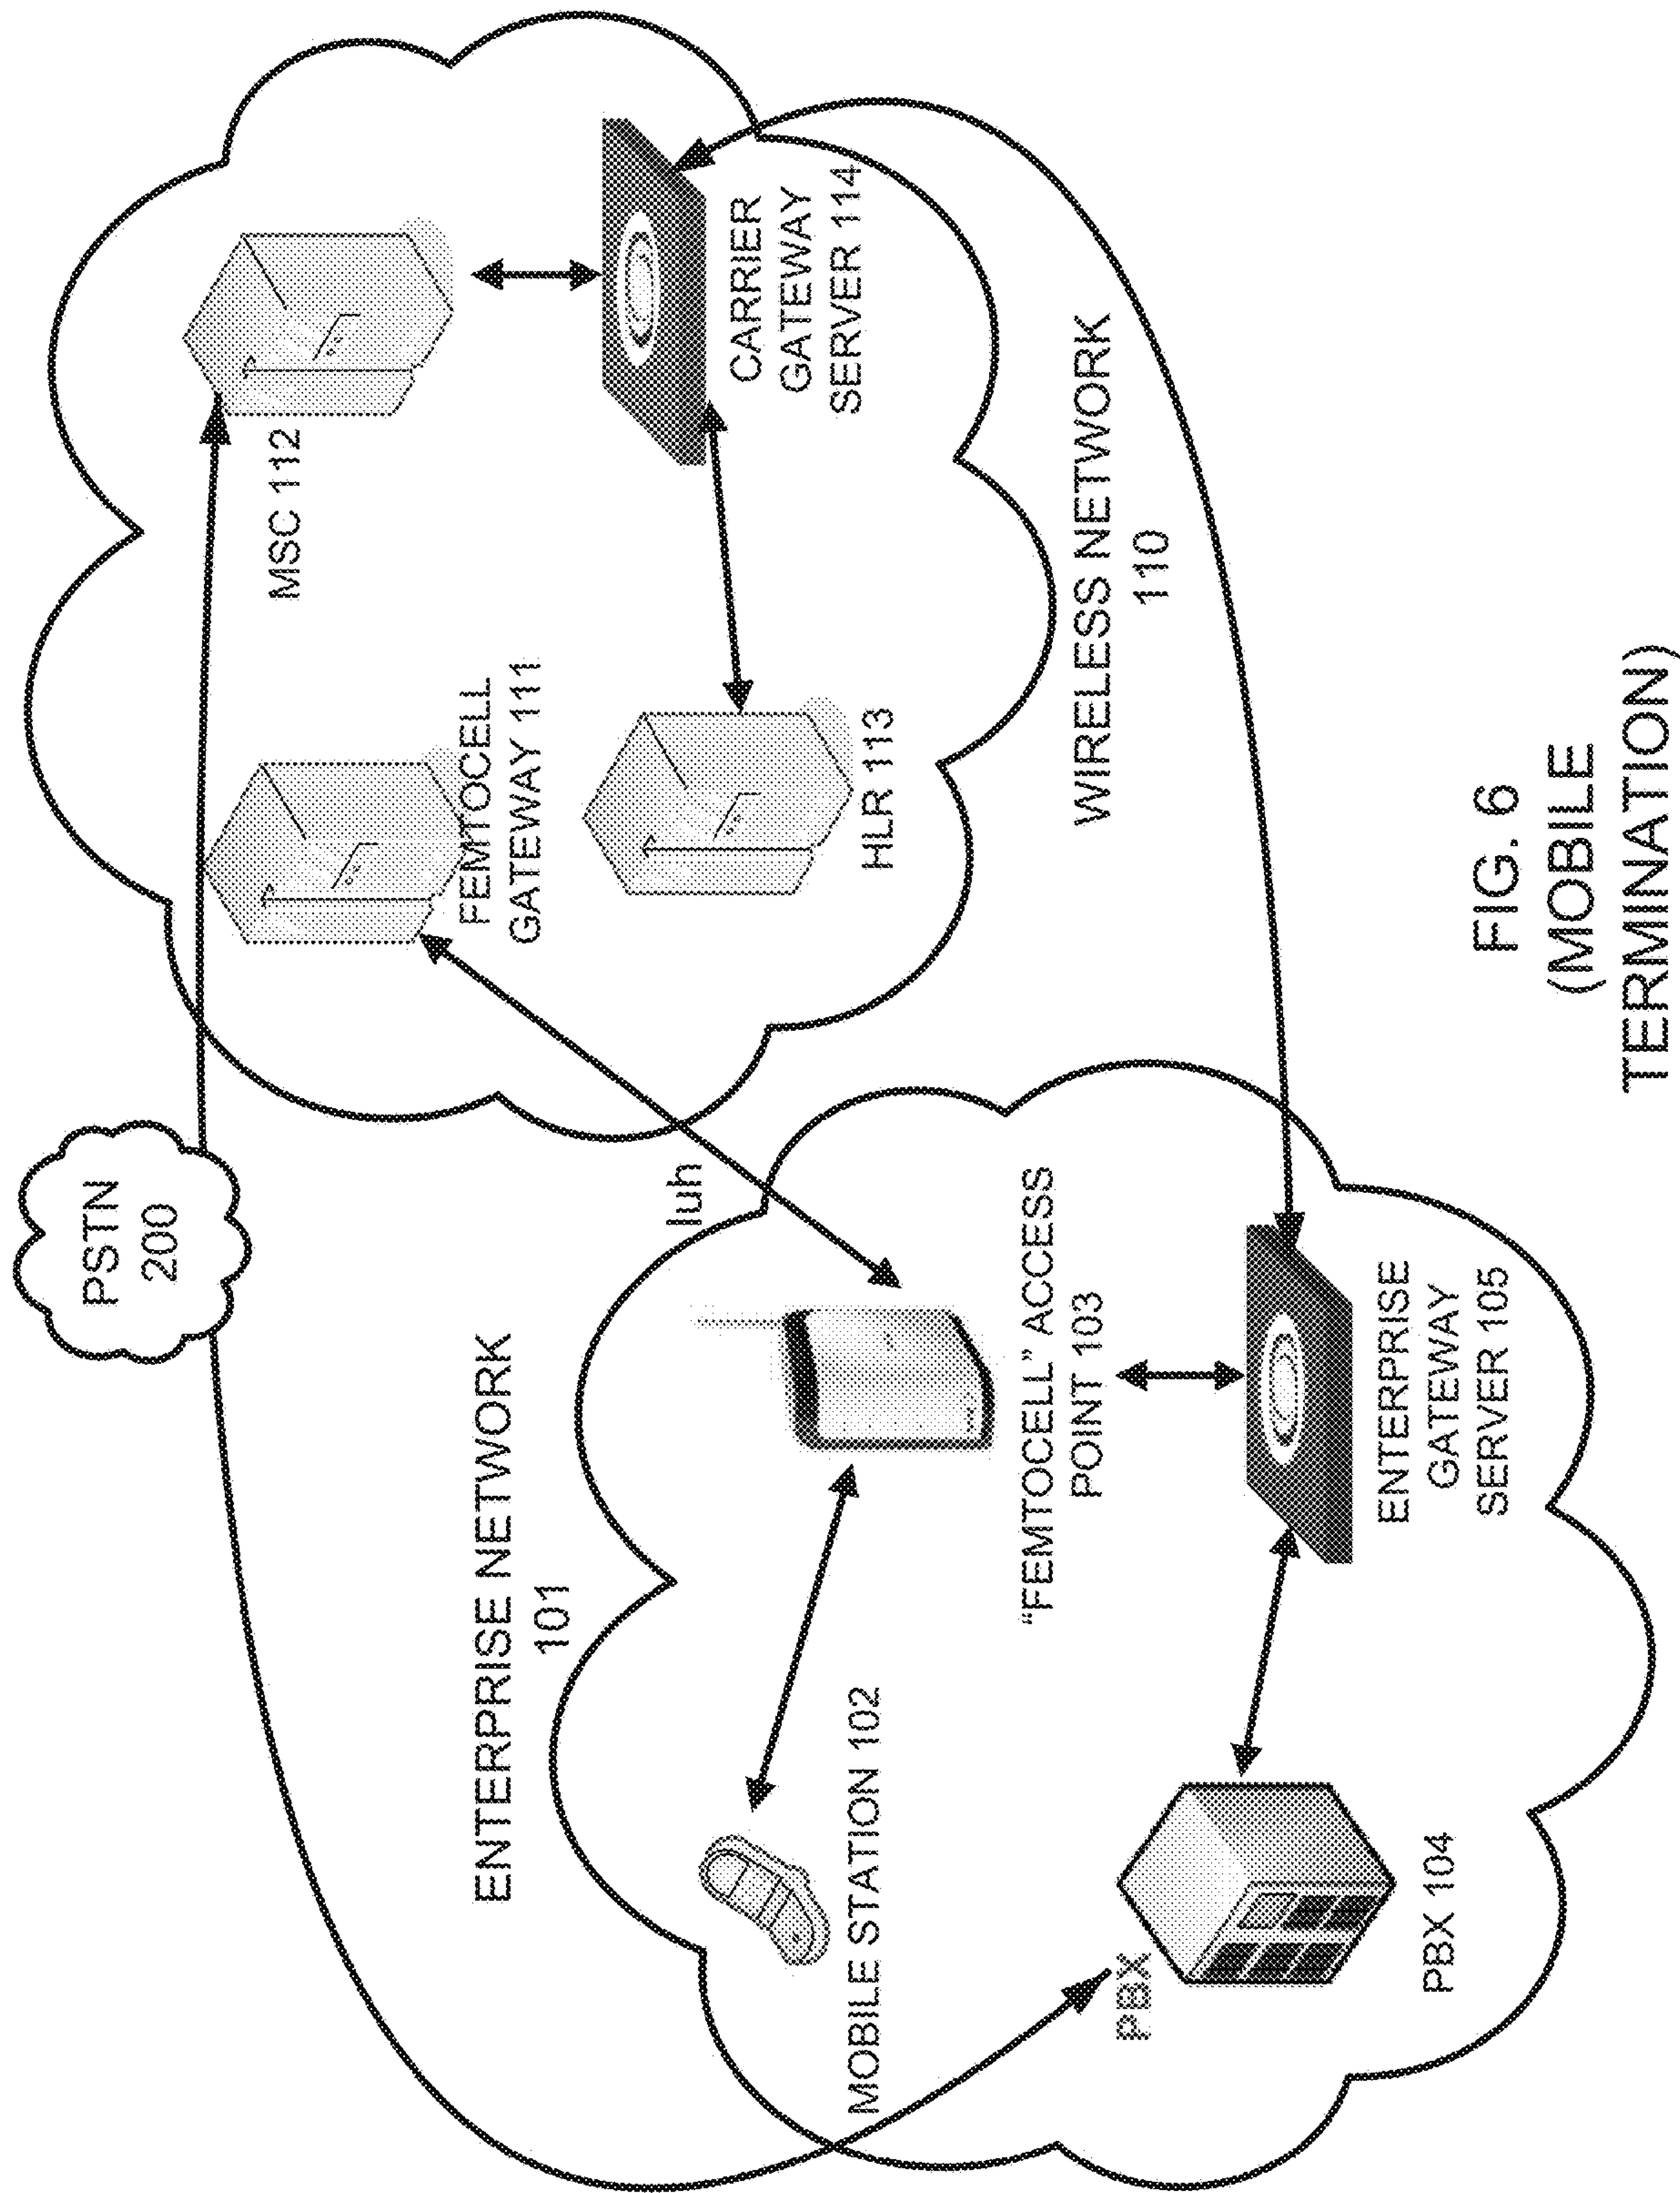 PSTN
200
ENTERPRISE NETWORK
101
Iuh
MSC 112
FEMTOCELL
GATEWAY 111
MOBILE STATION 102
"FEMTOCELL" ACCESS
POINT 103
HLR 113
CARRIER
GATEWAY
SERVER 114
WIRELESS NETWORK
110
PBX
PBX 104
ENTERPRISE
GATEWAY
SERVER 105
FIG. 6
(MOBILE
TERMINATION)